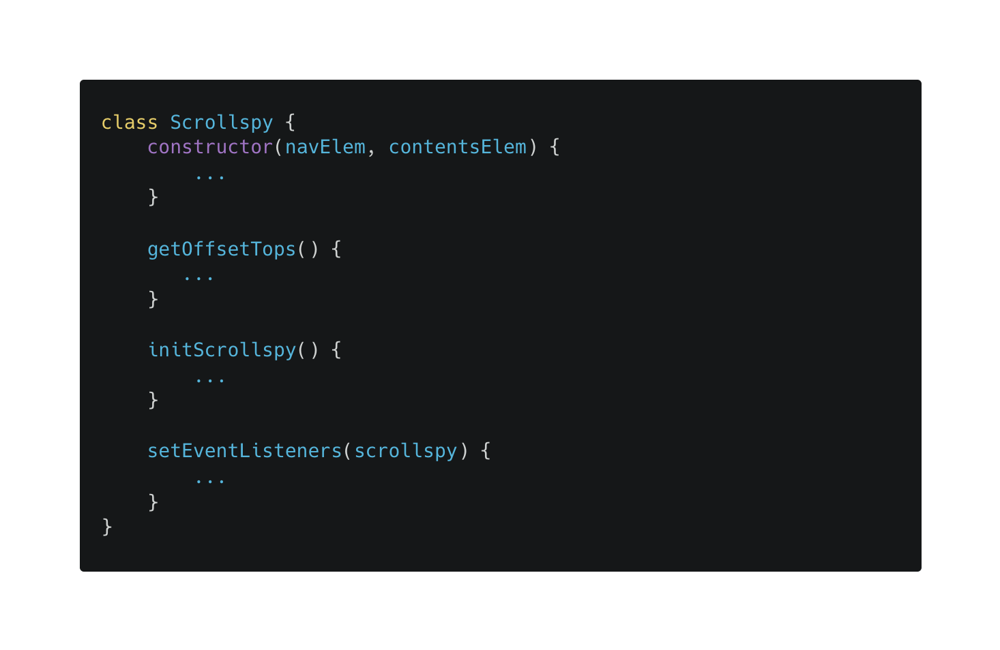 class Scrollspy {
    constructor(navElem, contentsElem) {
        ...
    }

    getOffsetTops() {
       ...
    }

    initScrollspy() {
        ...
    }

    setEventListeners(scrollspy) {
        ...
    }
}